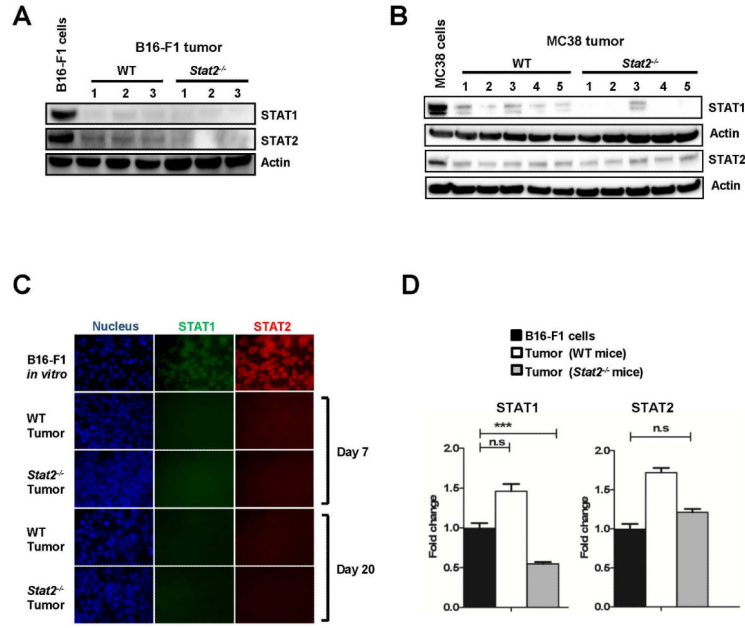 A
B16-F1 cells
B16-F1 tumor
WT
Stat2-/-
1 2 3 1 2 3
STAT1
STAT2
Actin
B
MC38 cells
MC38 tumor
WT
Stat2-/-
1 2 3 4 5 1 2 3 4 5
STAT1
Actin
STAT2
Actin
C
Nucleus STAT1 STAT2
B16-F1
in vitro
WT
Tumor
Stat2-/-
Tumor
Day 7
WT
Tumor
Stat2-/-
Tumor
Day 20
D
B16-F1 cells
Tumor (WT mice)
Tumor (Stat2-/- mice)
STAT1
***
n.s
Fold change
2.0
1.5
1.0
0.5
0.0
STAT2
n.s
Fold change
2.0
1.5
1.0
0.5
0.0